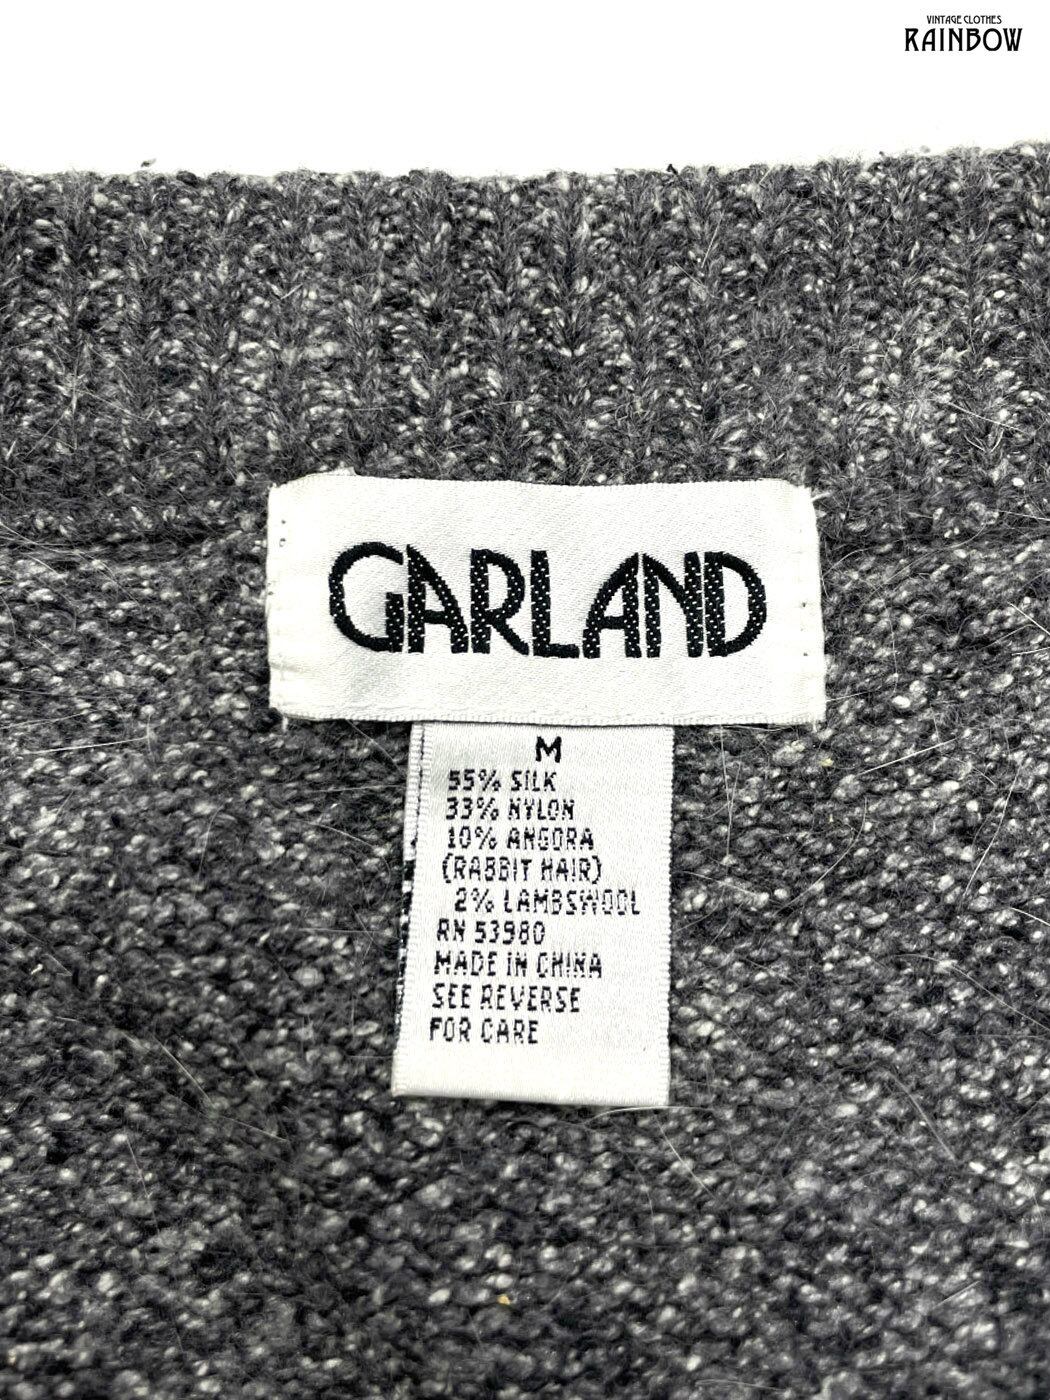 VINTAGE CLOTHES
RAINBOW
GARLAND
M
55% SILK
33% NYLON
10% ANGORA
(RABBIT HAIR)
2% LAMBSWOOL
RN 53980
MADE IN CHINA
SEE REVERSE
FOR CARE